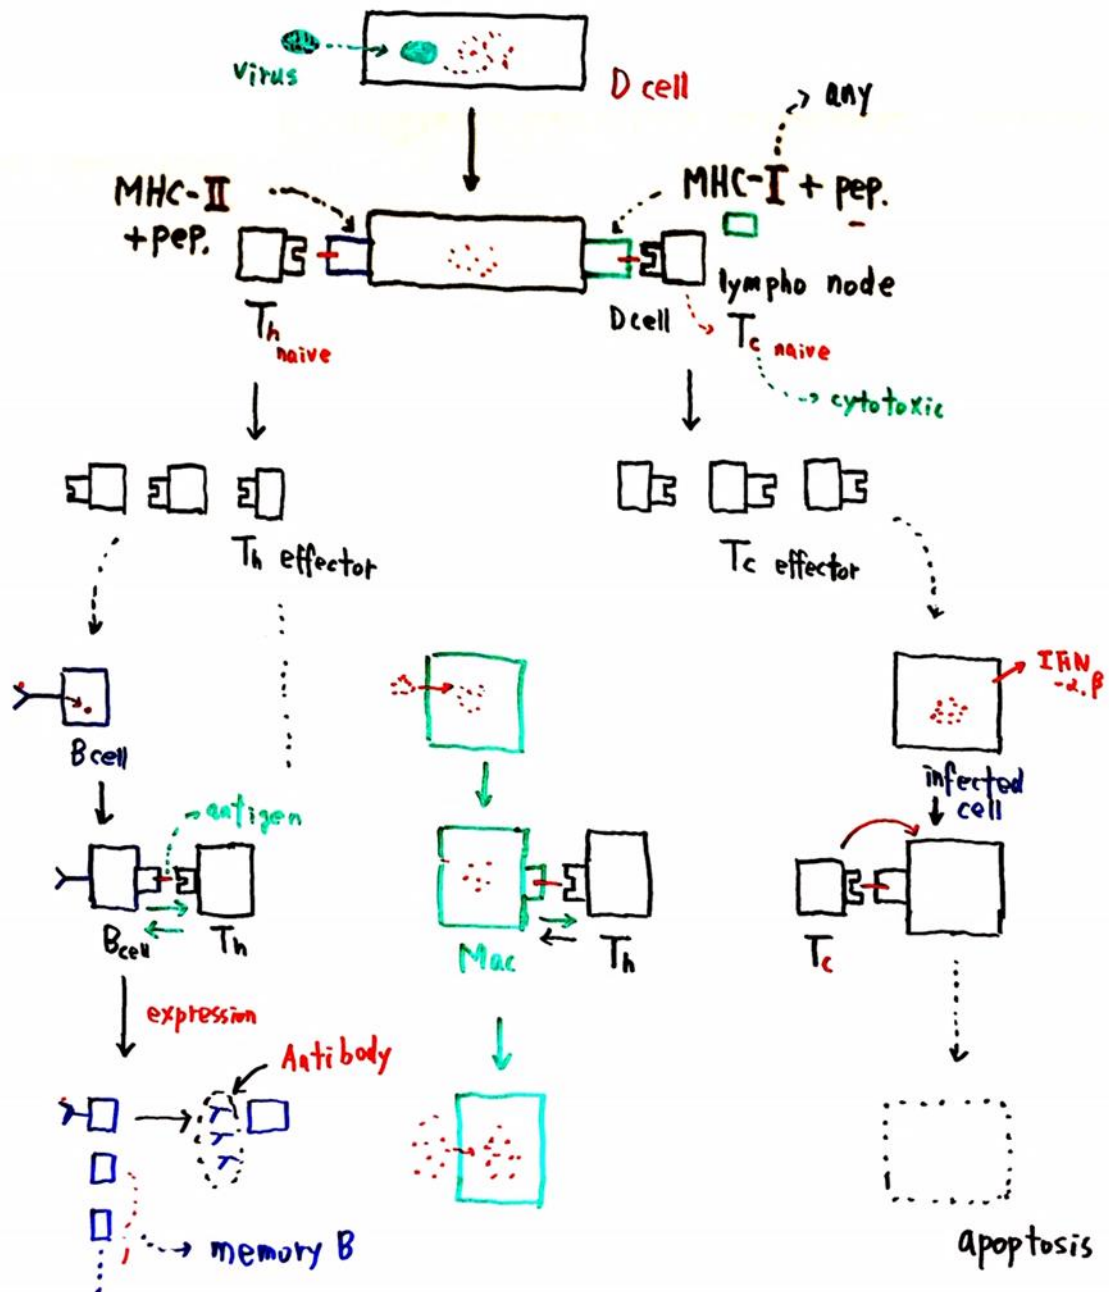 virus
D cell
any
MHC-II
+pep.
MHC-I + pep.
lympho node
Dcell
Th naive
Tc naive
cytotoxic
Th effector
Tc effector
IFN
-α.β
B cell
infected
cell
antigen
Bcell
Th
Mac
Th
Tc
expression
Antibody
memory B
apoptosis